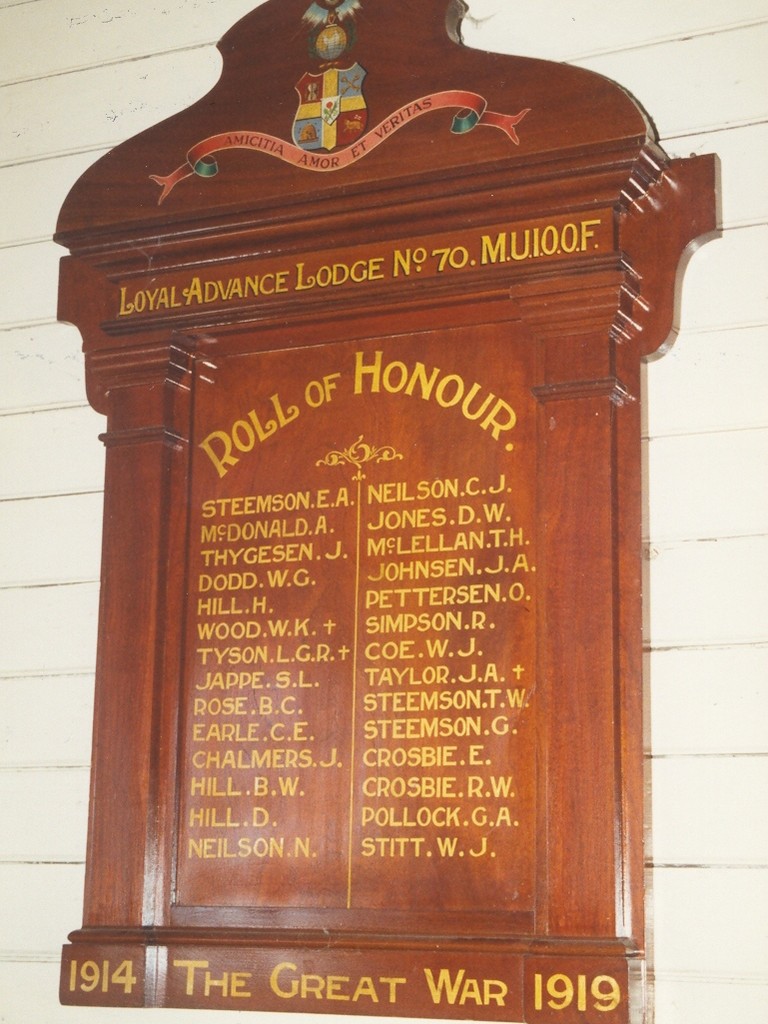 AMICITIA AMOR ET VERITAS
LOYAL ADVANCE LODGE No 70. M.U.I.O.O.F.
ROLL OF HONOUR.
STEEMSON.E.A.
McDONALD.A.
THYGESEN.J.
DODD.W.G.
HILL.H.
WOOD.W.K. †
TYSON.L.G.R. †
JAPPE.S.L.
ROSE.B.C.
EARLE.C.E.
CHALMERS.J.
HILL.B.W.
HILL.D.
NEILSON.N.
NEILSON.C.J.
JONES.D.W.
McLELLAN.T.H.
JOHNSEN.J.A.
PETTERSEN.O.
SIMPSON.R.
COE.W.J.
TAYLOR.J.A. †
STEEMSON.T.W.
STEEMSON.G.
CROSBIE.E.
CROSBIE.R.W.
POLLOCK.G.A.
STITT.W.J.
1914 THE GREAT WAR 1919